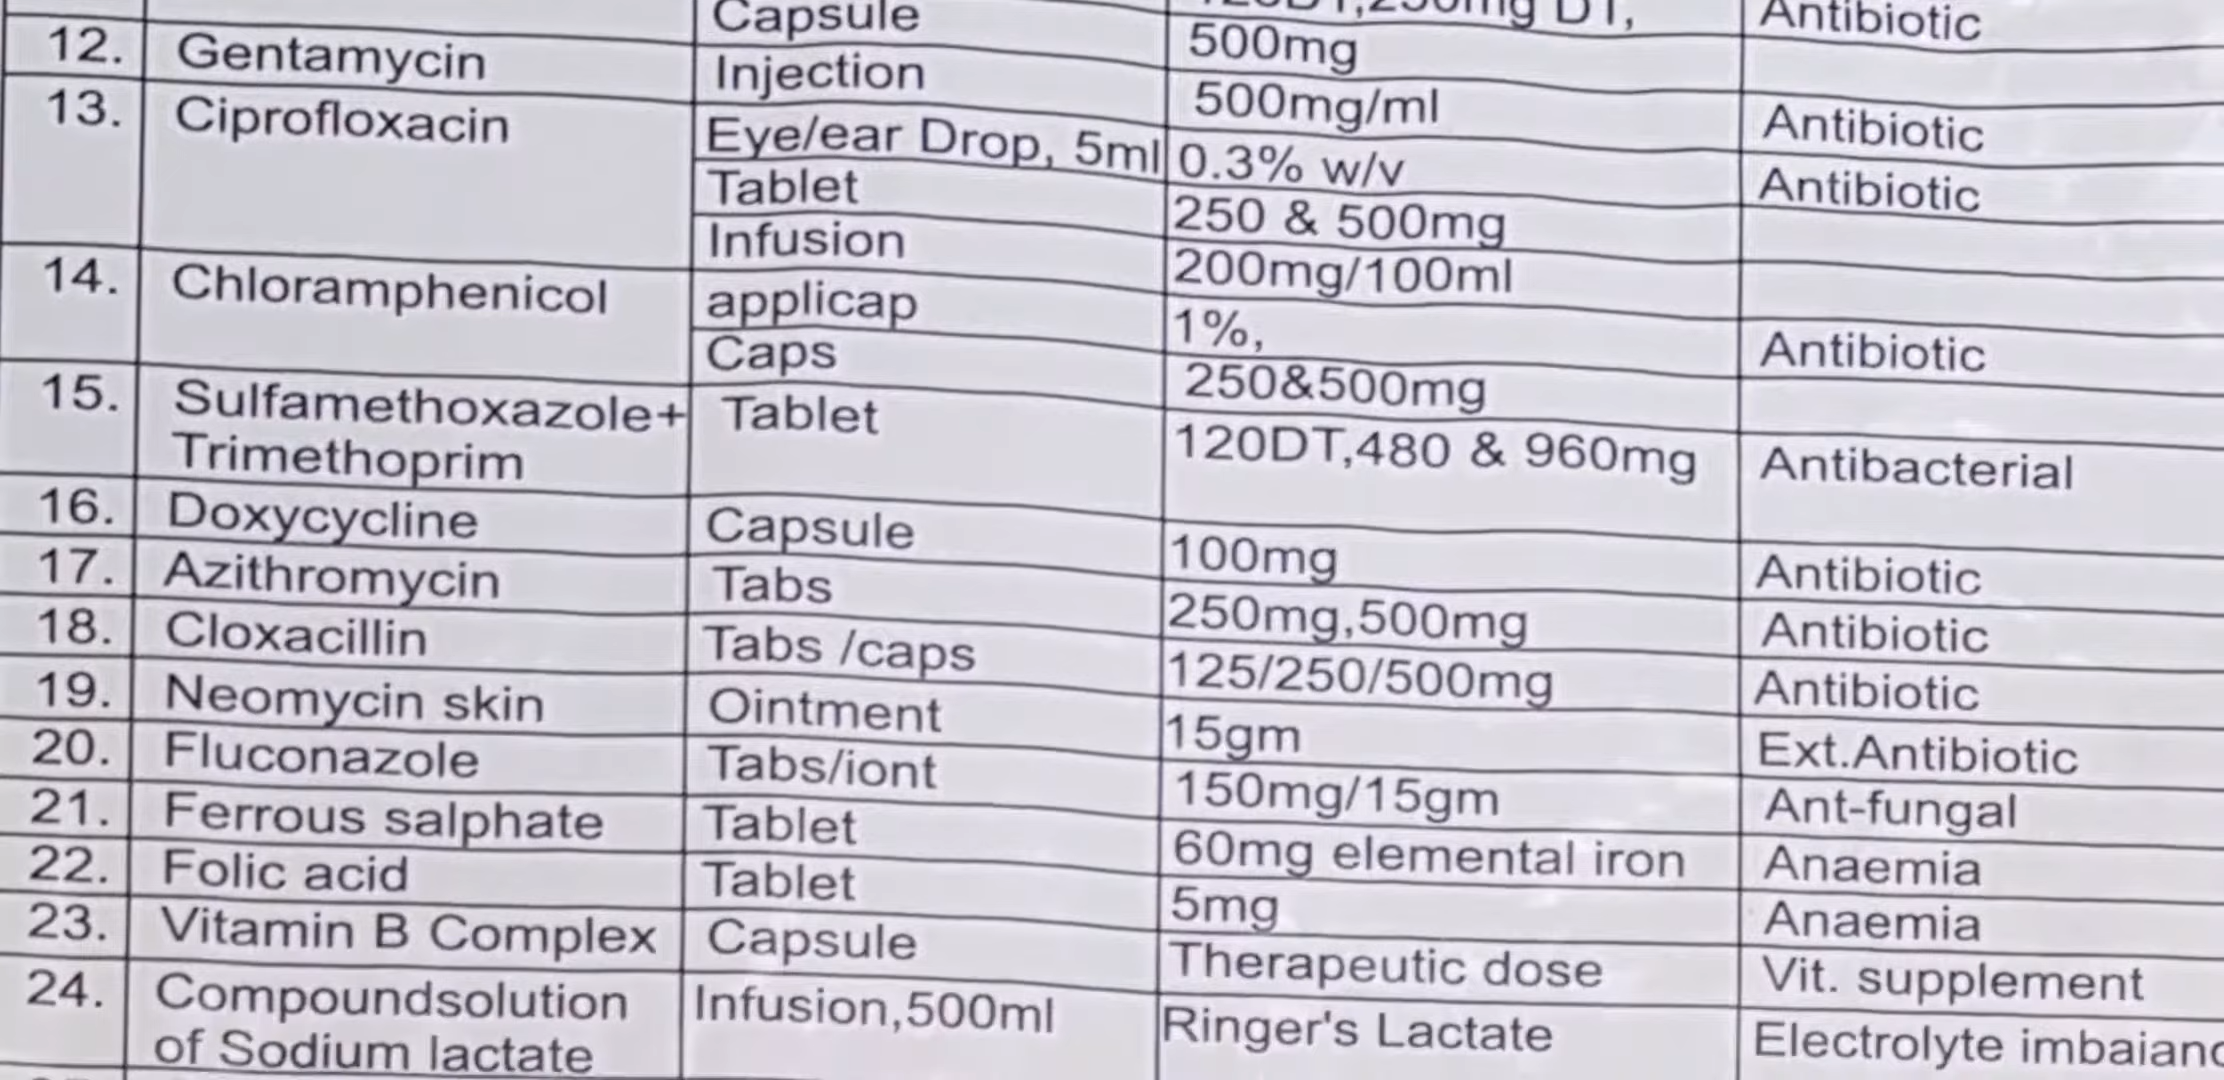 Capsule 250mg DT, Antibiotic
500mg
12. Gentamycin Injection 500mg/ml Antibiotic
13. Ciprofloxacin Eye/ear Drop, 5ml 0.3% w/v Antibiotic
Tablet 250 & 500mg
Infusion 200mg/100ml
14. Chloramphenicol applicap 1%, Antibiotic
Caps 250&500mg
15. Sulfamethoxazole+ Tablet 120DT,480 & 960mg Antibacterial
Trimethoprim
16. Doxycycline Capsule 100mg Antibiotic
17. Azithromycin Tabs 250mg,500mg Antibiotic
18. Cloxacillin Tabs /caps 125/250/500mg Antibiotic
19. Neomycin skin Ointment 15gm Ext.Antibiotic
20. Fluconazole Tabs/iont 150mg/15gm Ant-fungal
21. Ferrous salphate Tablet 60mg elemental iron Anaemia
22. Folic acid Tablet 5mg Anaemia
23. Vitamin B Complex Capsule Therapeutic dose Vit. supplement
24. Compoundsolution Infusion,500ml Ringer's Lactate Electrolyte imbaianc
of Sodium lactate